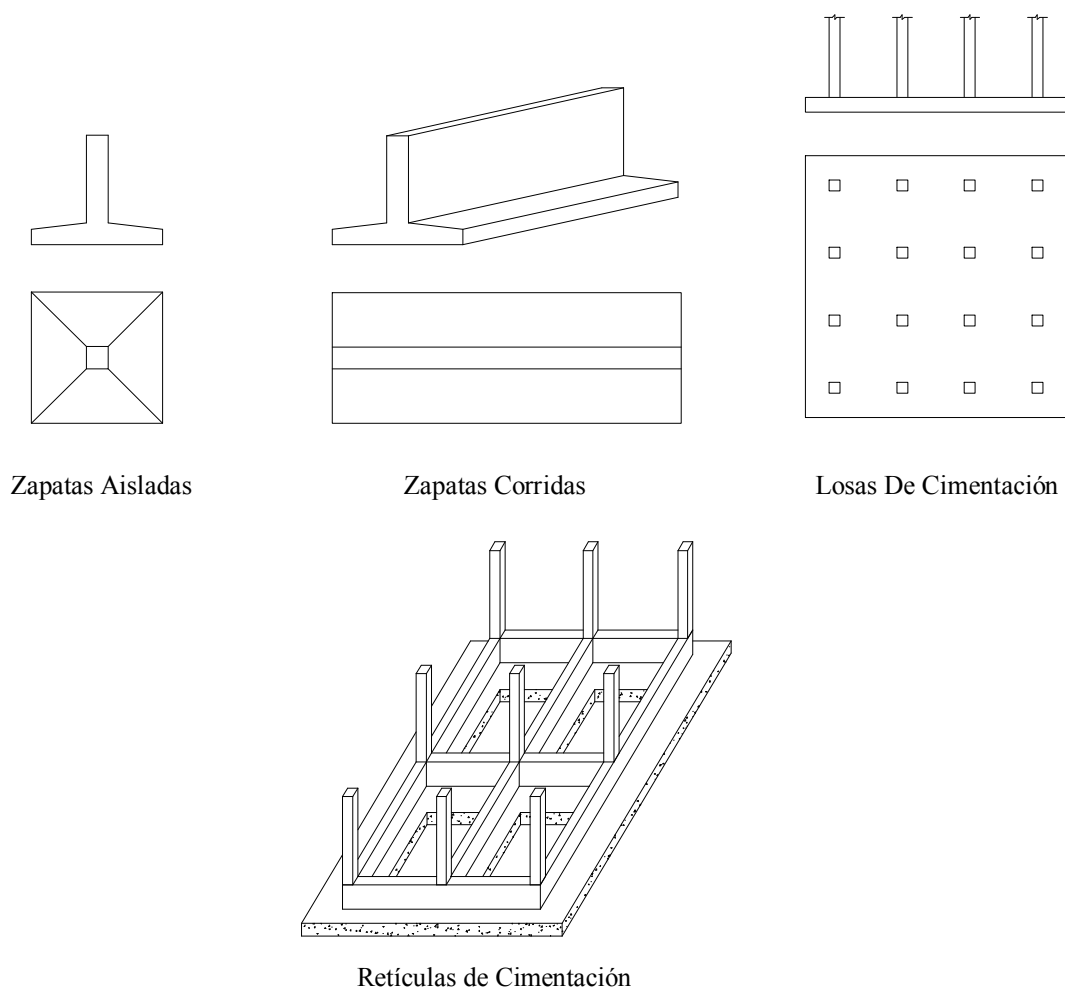 Zapatas Aisladas
Zapatas Corridas
Losas De Cimentación
Retículas de Cimentación